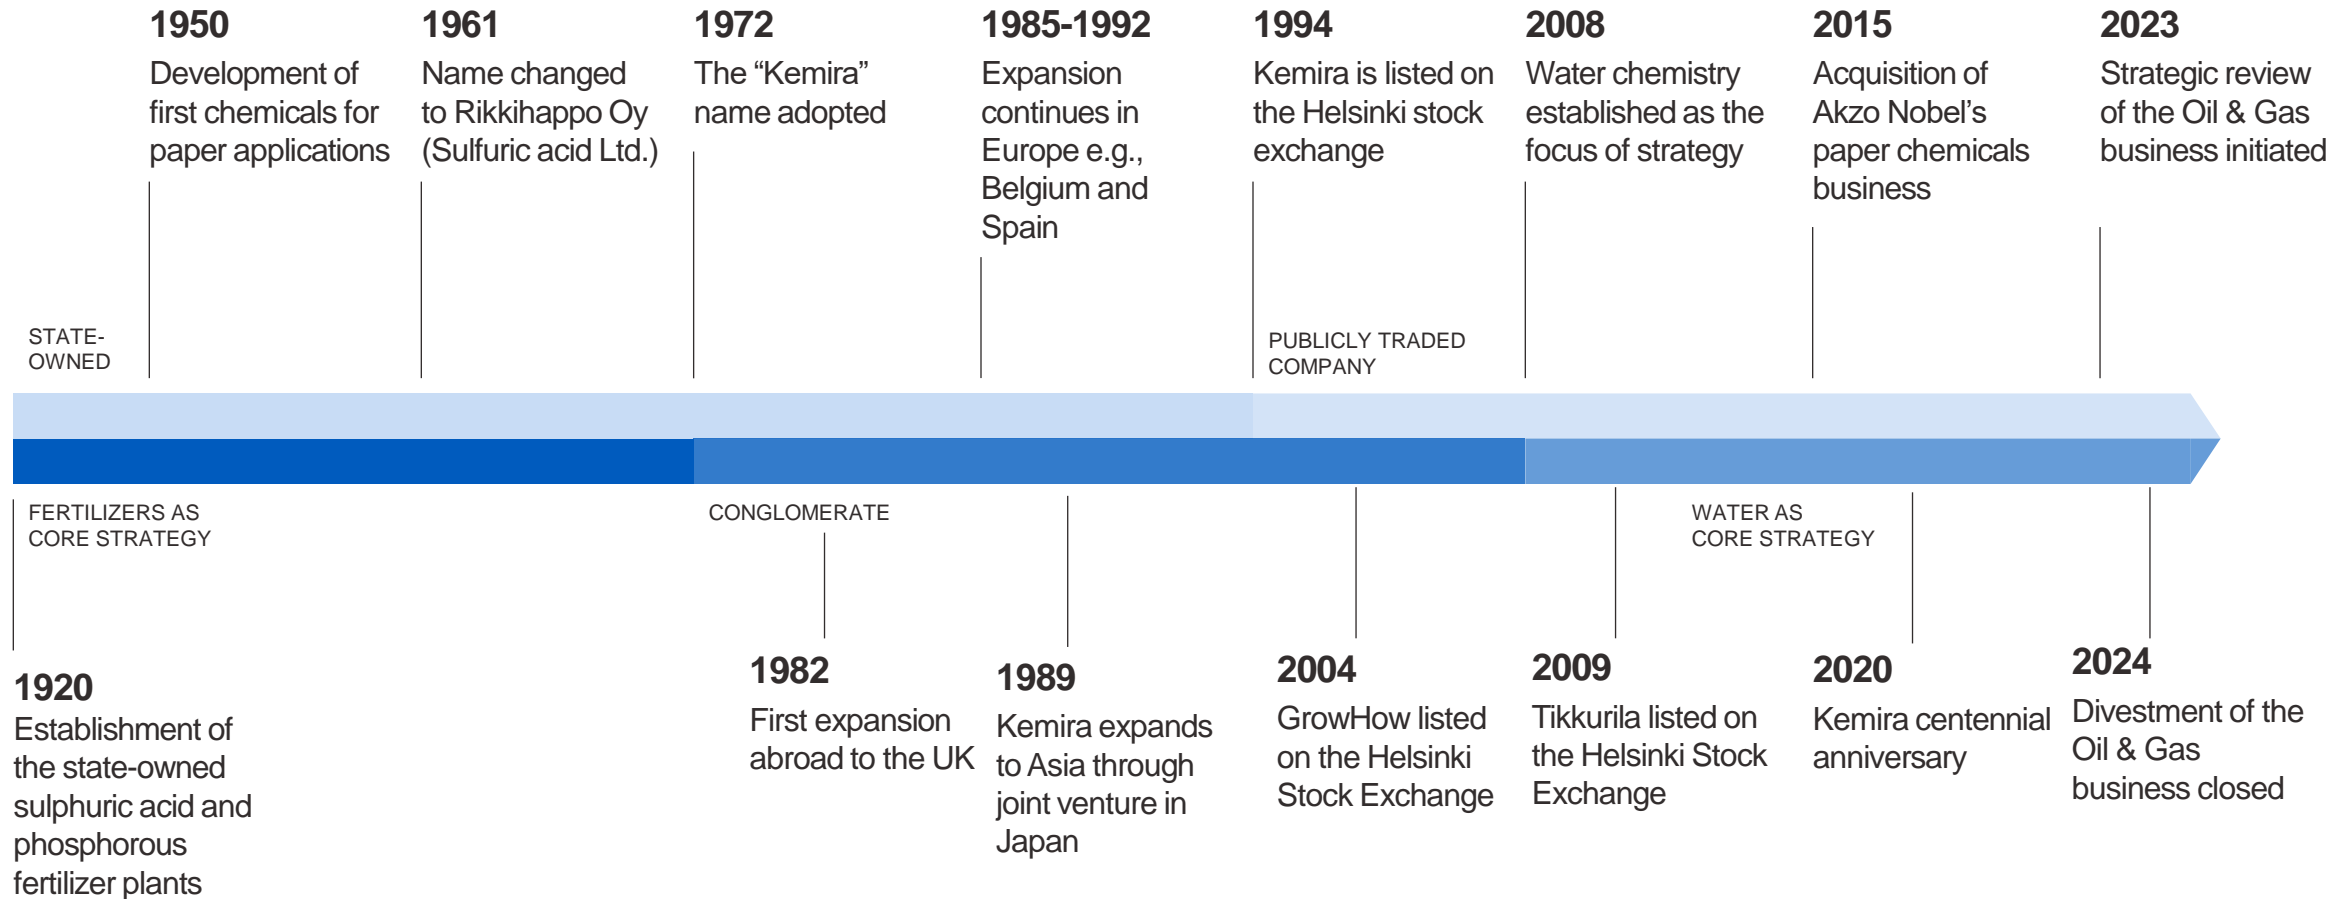 1950
Development of
first chemicals for
paper applications
1961
Name changed
to Rikkihappo Oy
(Sulfuric acid Ltd.)
1972
The “Kemira”
name adopted
1985-1992
Expansion
continues in
Europe e.g.,
Belgium and
Spain
1994
Kemira is listed on
the Helsinki stock
exchange
2008
Water chemistry
established as the
focus of strategy
2015
Acquisition of
Akzo Nobel’s
paper chemicals
business
2023
Strategic review
of the Oil & Gas
business initiated
STATE-
OWNED
PUBLICLY TRADED
COMPANY
FERTILIZERS AS
CORE STRATEGY
CONGLOMERATE
WATER AS
CORE STRATEGY
1920
Establishment of
the state-owned
sulphuric acid and
phosphorous
fertilizer plants
1982
First expansion
abroad to the UK
1989
Kemira expands
to Asia through
joint venture in
Japan
2004
GrowHow listed
on the Helsinki
Stock Exchange
2009
Tikkurila listed on
the Helsinki Stock
Exchange
2020
Kemira centennial
anniversary
2024
Divestment of the
Oil & Gas
business closed